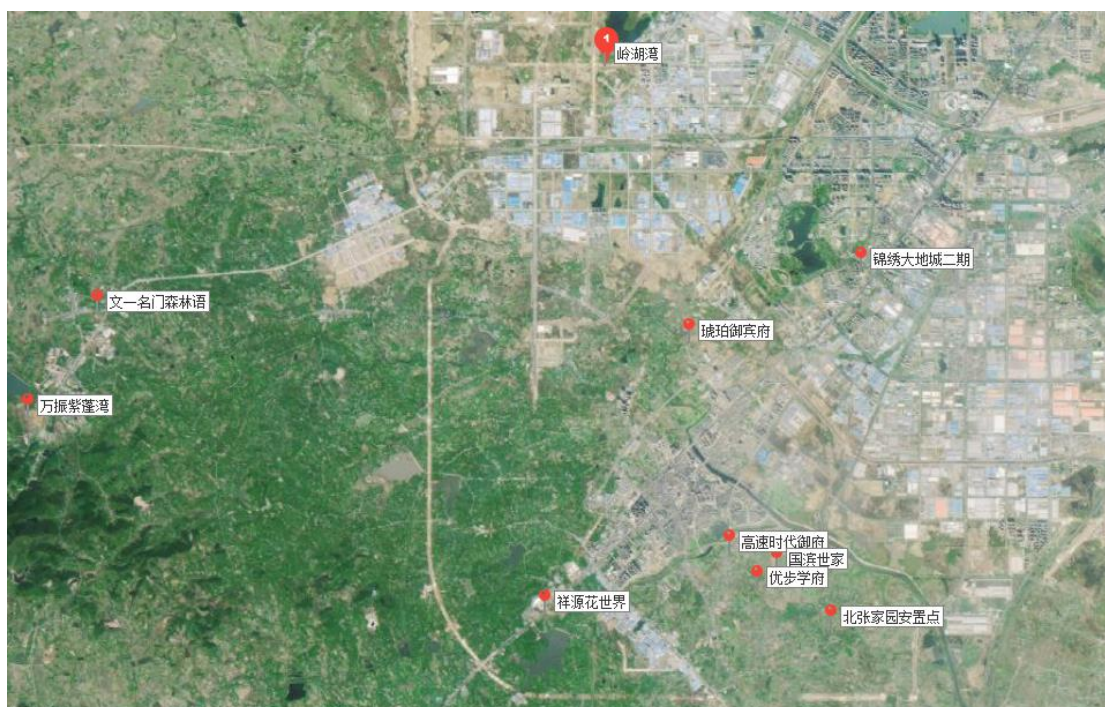 岭湖湾
锦绣大地城二期
文一名门森林语
琥珀御宾府
万振紫蓬湾
高速时代御府
国滨世家
优步学府
祥源花世界
北张家园安置点